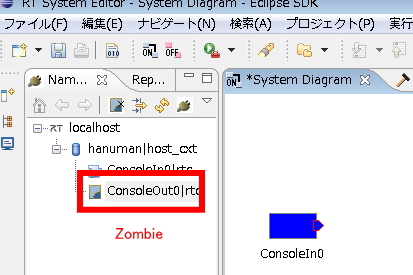 RT System Editor - System Diagram - Eclipse SDK
ファイル(F) 編集(E) ナビゲート(N) 検索(A) プロジェクト(P) 実行
ON
Nam... Rep... ON *System Diagram
RT localhost
hanuman|host_cxt
ConsoleIn0|rtc
ConsoleOut0|rtc
Zombie
ConsoleIn0